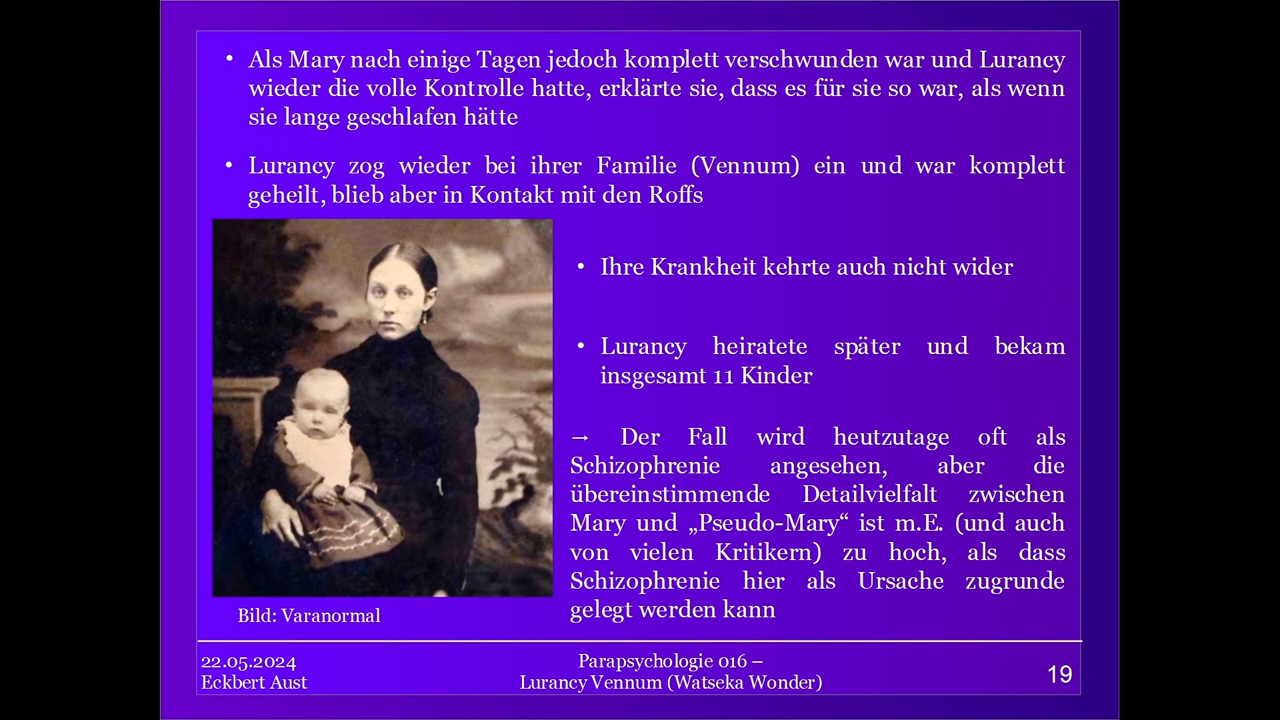 • Als Mary nach einige Tagen jedoch komplett verschwunden war und Lurancy
wieder die volle Kontrolle hatte, erklärte sie, dass es für sie so war, als wenn
sie lange geschlafen hätte
• Lurancy zog wieder bei ihrer Familie (Vennum) ein und war komplett
geheilt, blieb aber in Kontakt mit den Roffs
• Ihre Krankheit kehrte auch nicht wider
• Lurancy heiratete später und bekam
insgesamt 11 Kinder
→ Der Fall wird heutzutage oft als
Schizophrenie angesehen, aber die
übereinstimmende Detailvielfalt zwischen
Mary und „Pseudo-Mary“ ist m.E. (und auch
von vielen Kritikern) zu hoch, als dass
Schizophrenie hier als Ursache zugrunde
gelegt werden kann
Bild: Varanormal
22.05.2024
Eckbert Aust
Parapsychologie 016 –
Lurancy Vennum (Watseka Wonder)
19